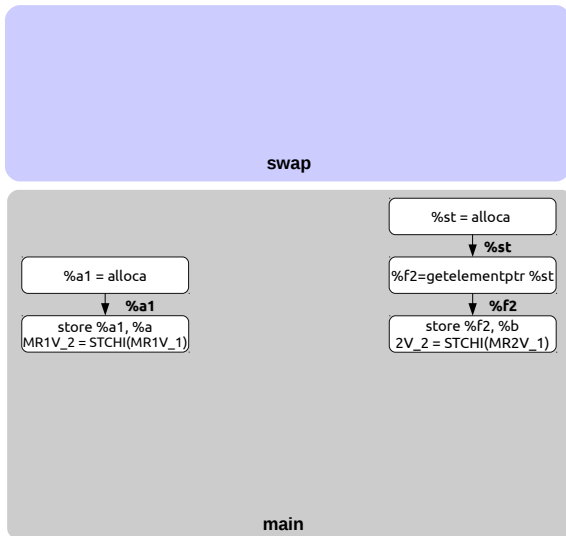 swap
%st = alloca
%st
%a1 = alloca
%f2=getelementptr %st
%a1
%f2
store %a1, %a
MR1V_2 = STCHI(MR1V_1)
store %f2, %b
2V_2 = STCHI(MR2V_1)
main